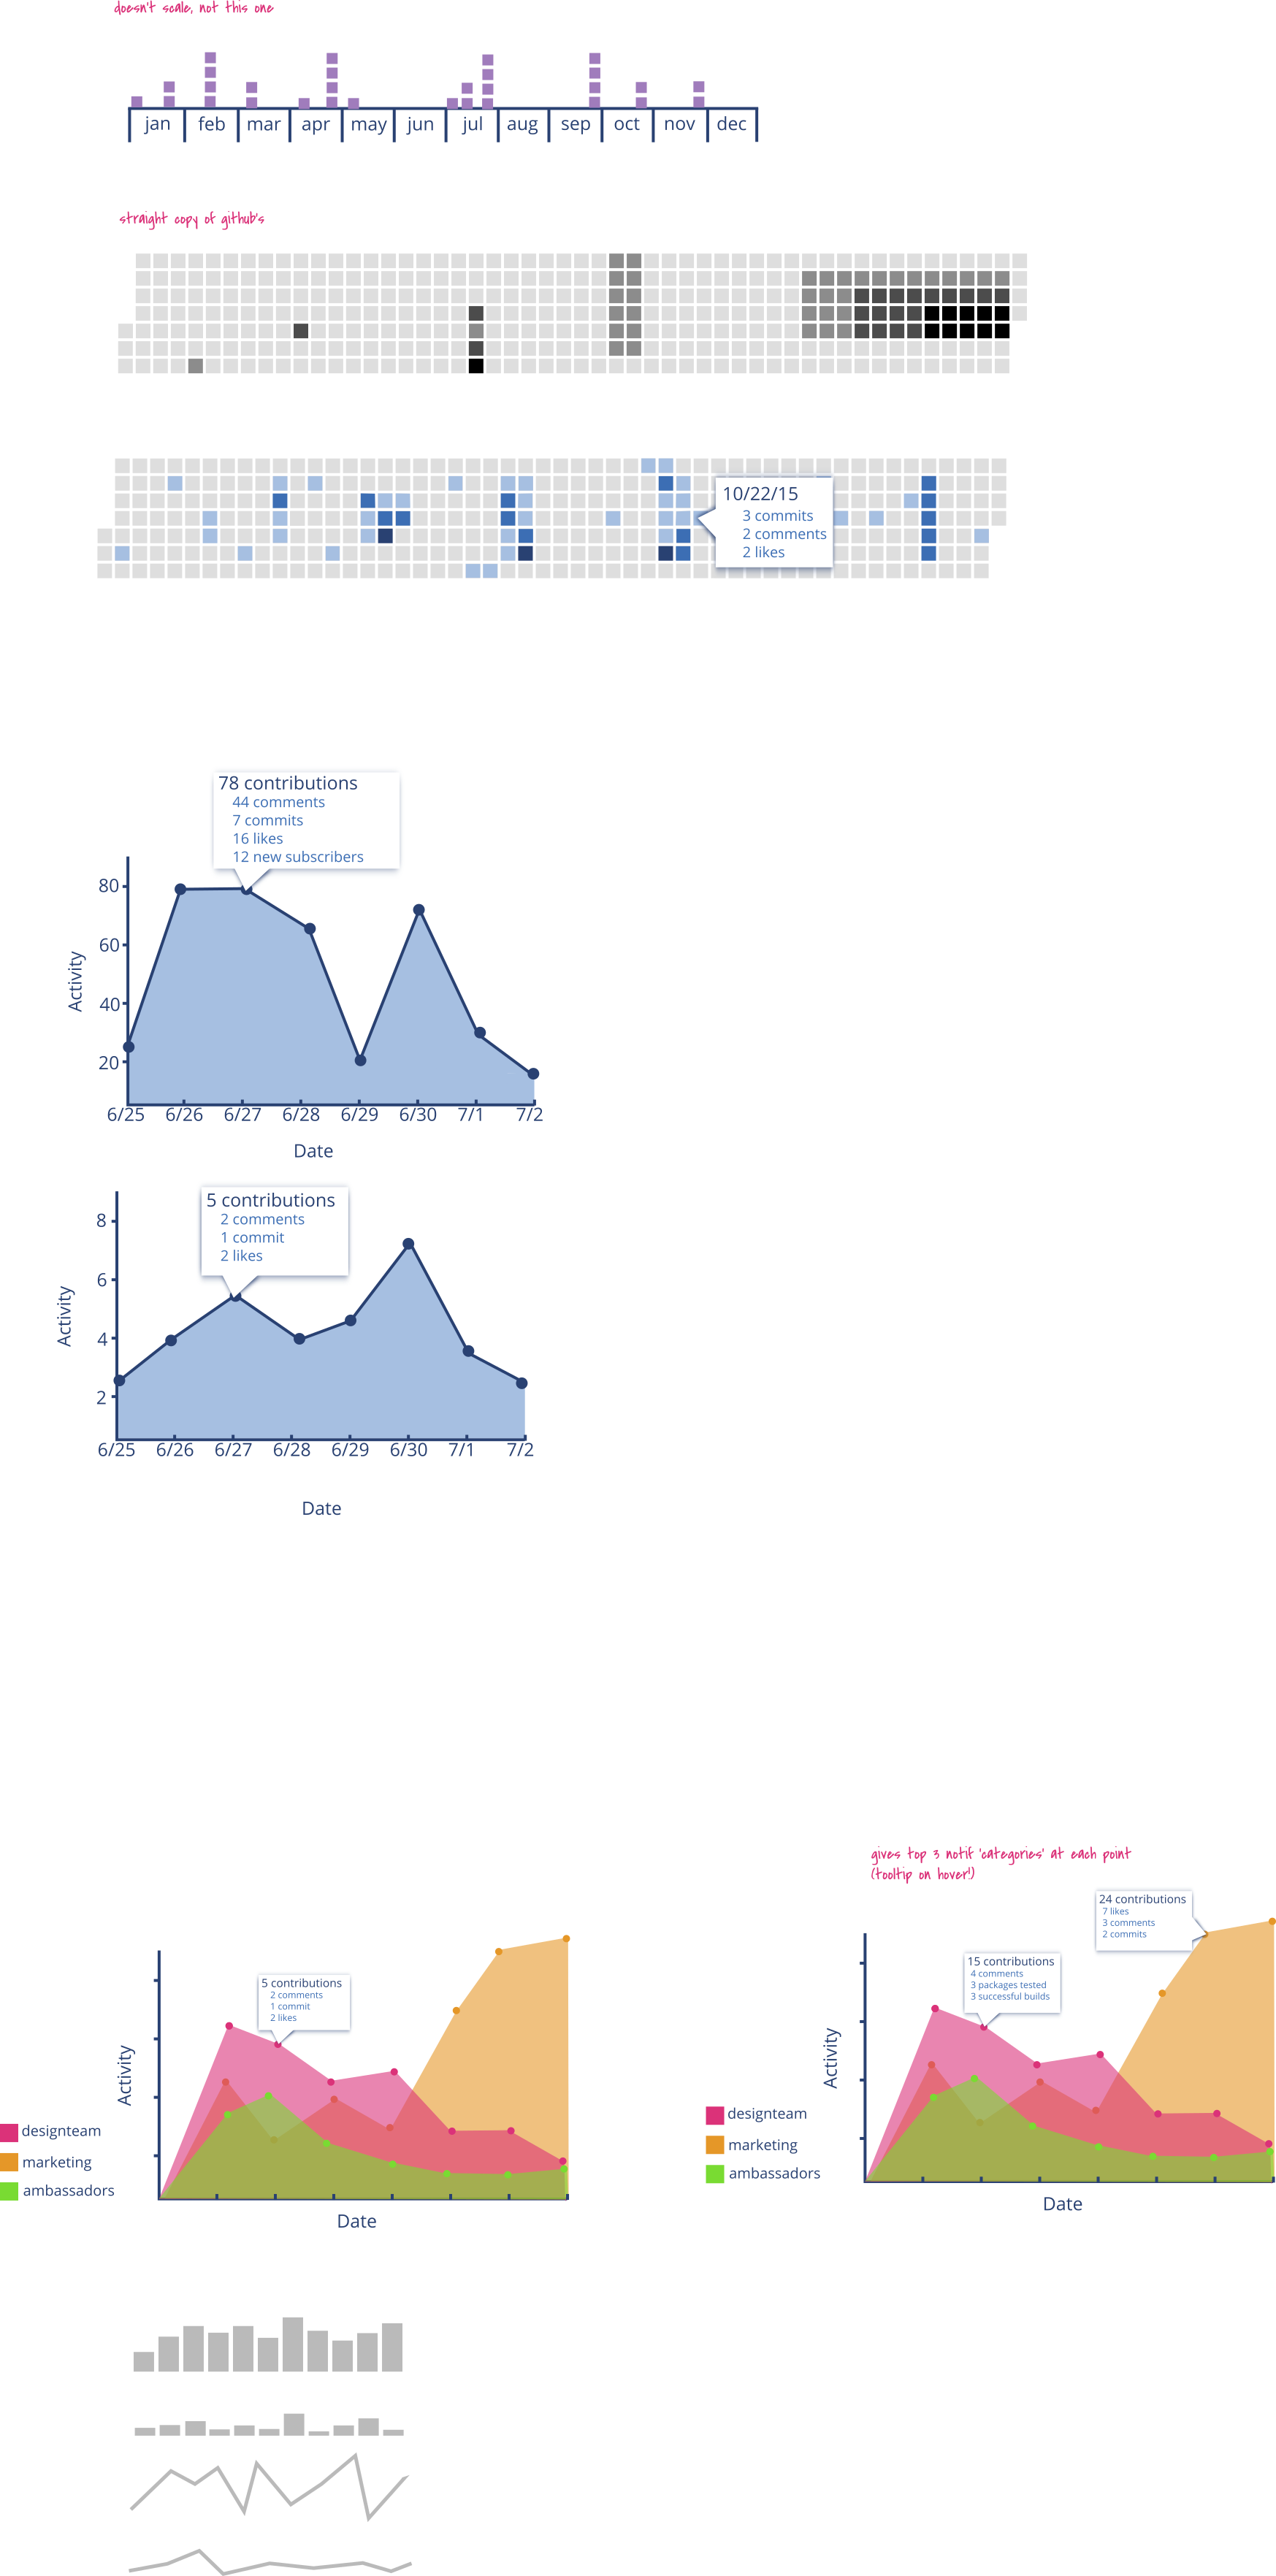 doesn't scale, not this one
jan feb mar apr may jun jul aug sep oct nov dec
straight copy of github's
10/22/15
3 commits
2 comments
2 likes
78 contributions
44 comments
7 commits
16 likes
12 new subscribers
80
60
40
20
Activity
6/25 6/26 6/27 6/28 6/29 6/30 7/1 7/2
Date
5 contributions
2 comments
1 commit
2 likes
8
6
4
2
Activity
6/25 6/26 6/27 6/28 6/29 6/30 7/1 7/2
Date
5 contributions
2 comments
1 commit
2 likes
Activity
designteam
marketing
ambassadors
Date
gives top 3 notif 'categories' at each point
(tooltip on hover!)
24 contributions
7 likes
3 comments
2 commits
15 contributions
4 comments
3 packages tested
3 successful builds
Activity
designteam
marketing
ambassadors
Date